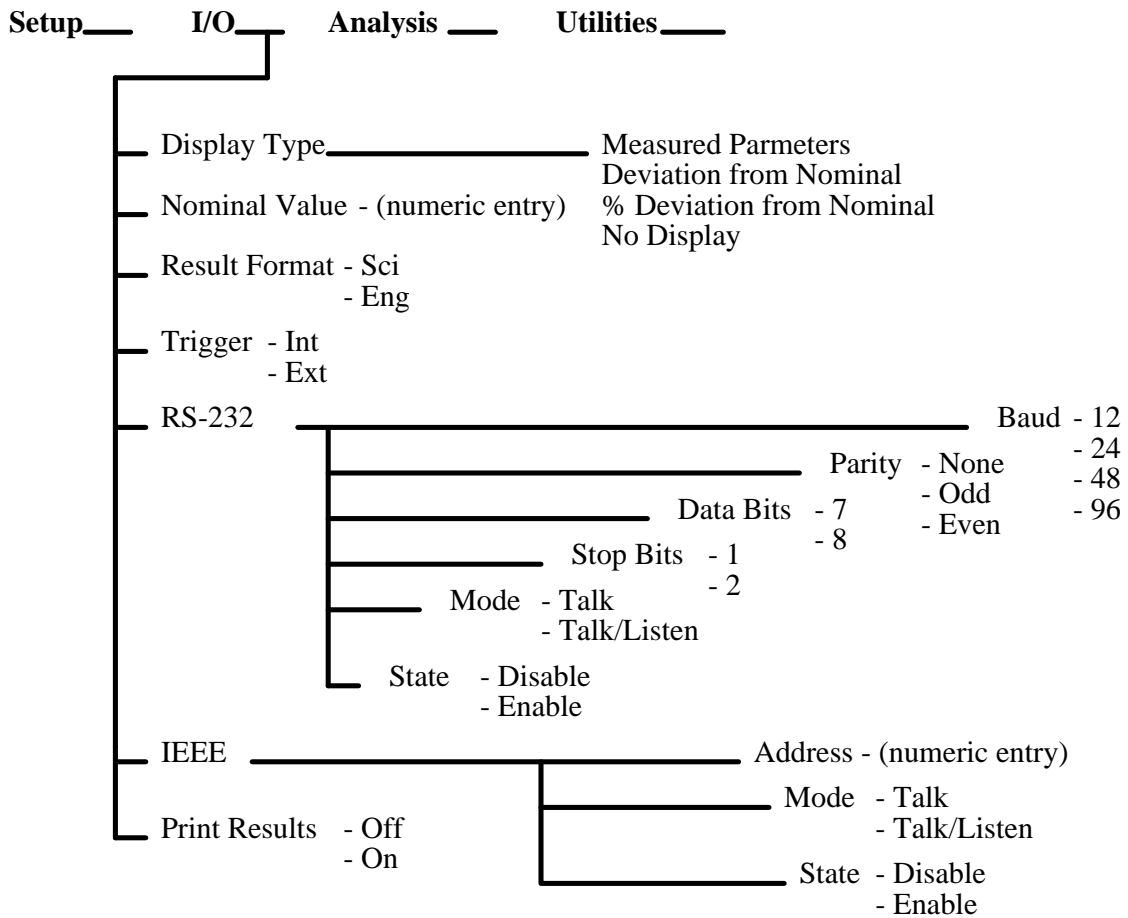 Setup I/O Analysis Utilities
Display Type Measured Parmeters
Deviation from Nominal
Nominal Value - (numeric entry) % Deviation from Nominal
No Display
Result Format - Sci
- Eng
Trigger - Int
- Ext
RS-232 Baud - 12
- 24
Parity - None
- 48
- Odd
Data Bits - 7 - 96
- Even
- 8
Stop Bits - 1
- 2
Mode - Talk
- Talk/Listen
State - Disable
- Enable
IEEE Address - (numeric entry)
Mode - Talk
Print Results - Off - Talk/Listen
- On
State - Disable
- Enable